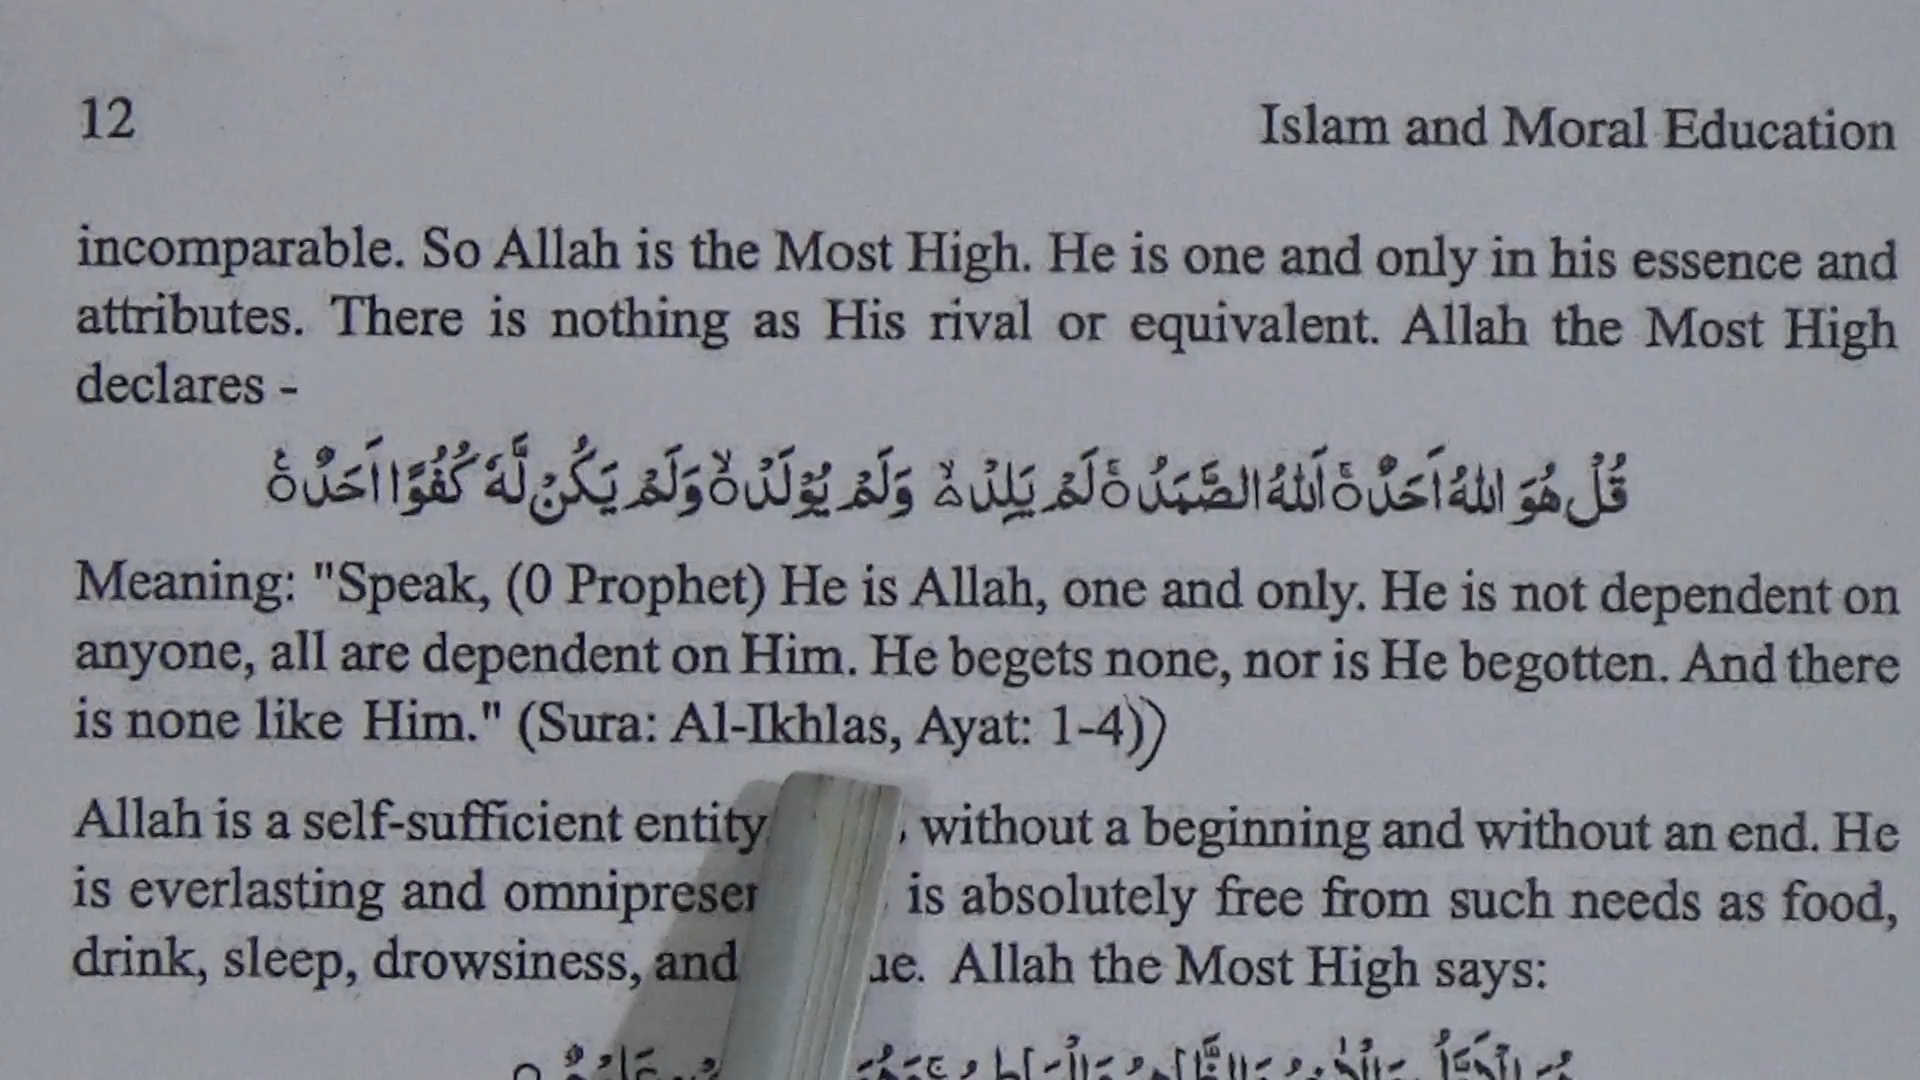 12
Islam and Moral Education
incomparable. So Allah is the Most High. He is one and only in his essence and
attributes. There is nothing as His rival or equivalent. Allah the Most High
declares -
قُلْ هُوَ اللهُ اَحَدٌ ۚ اَللهُ الصَّمَدُ ۚ لَمْ يَلِدْ ۙ وَلَمْ يُوْلَدْ ۙ وَلَمْ يَكُنْ لَّهٗ كُفُوًا اَحَدٌ ۚ
Meaning: "Speak, (0 Prophet) He is Allah, one and only. He is not dependent on
anyone, all are dependent on Him. He begets none, nor is He begotten. And there
is none like Him." (Sura: Al-Ikhlas, Ayat: 1-4))
Allah is a self-sufficient entity without a beginning and without an end. He
is everlasting and is absolutely free from such needs as food,
drink, sleep, drowsiness, and Allah the Most High says: